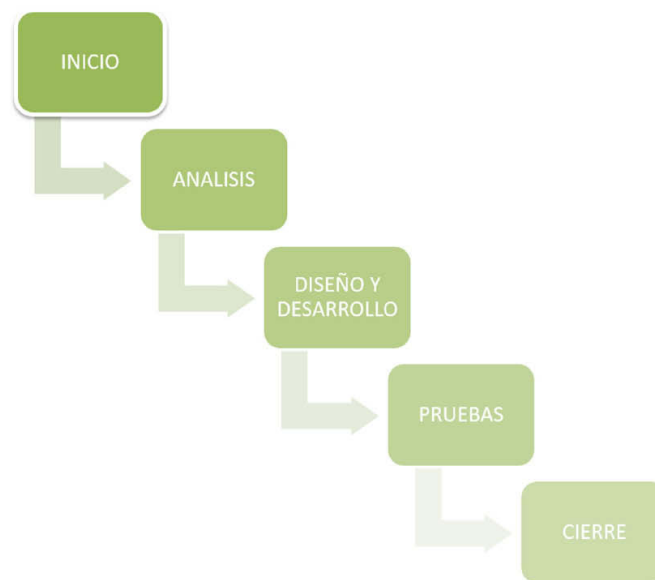 INICIO
ANALISIS
DISEÑO Y
DESARROLLO
PRUEBAS
CIERRE